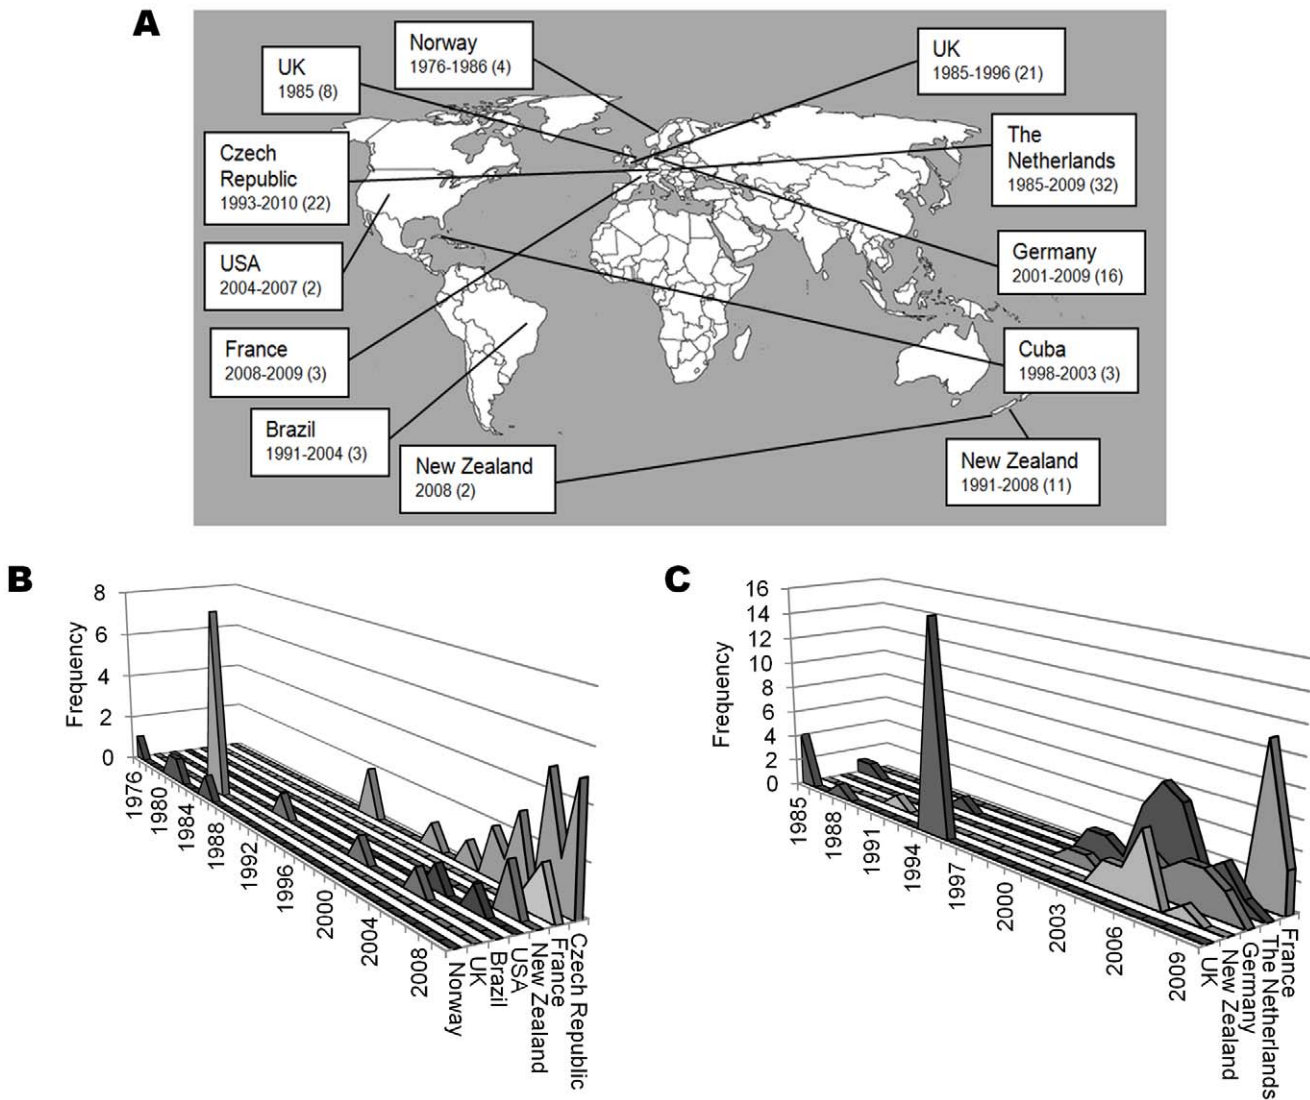 A
Norway
1976-1986 (4)
UK
1985 (8)
UK
1985-1996 (21)
Czech
Republic
1993-2010 (22)
The
Netherlands
1985-2009 (32)
USA
2004-2007 (2)
Germany
2001-2009 (16)
France
2008-2009 (3)
Cuba
1998-2003 (3)
Brazil
1991-2004 (3)
New Zealand
2008 (2)
New Zealand
1991-2008 (11)
B
8
6
4
2
0
Frequency
1976
1980
1984
1988
1992
1996
2000
2004
2008
Norway
UK
Brazil
USA
New Zealand
France
Czech Republic
C
16
14
12
10
8
6
4
2
0
Frequency
1985
1988
1991
1994
1997
2000
2003
2006
2009
UK
New Zealand
Germany
The Netherlands
France